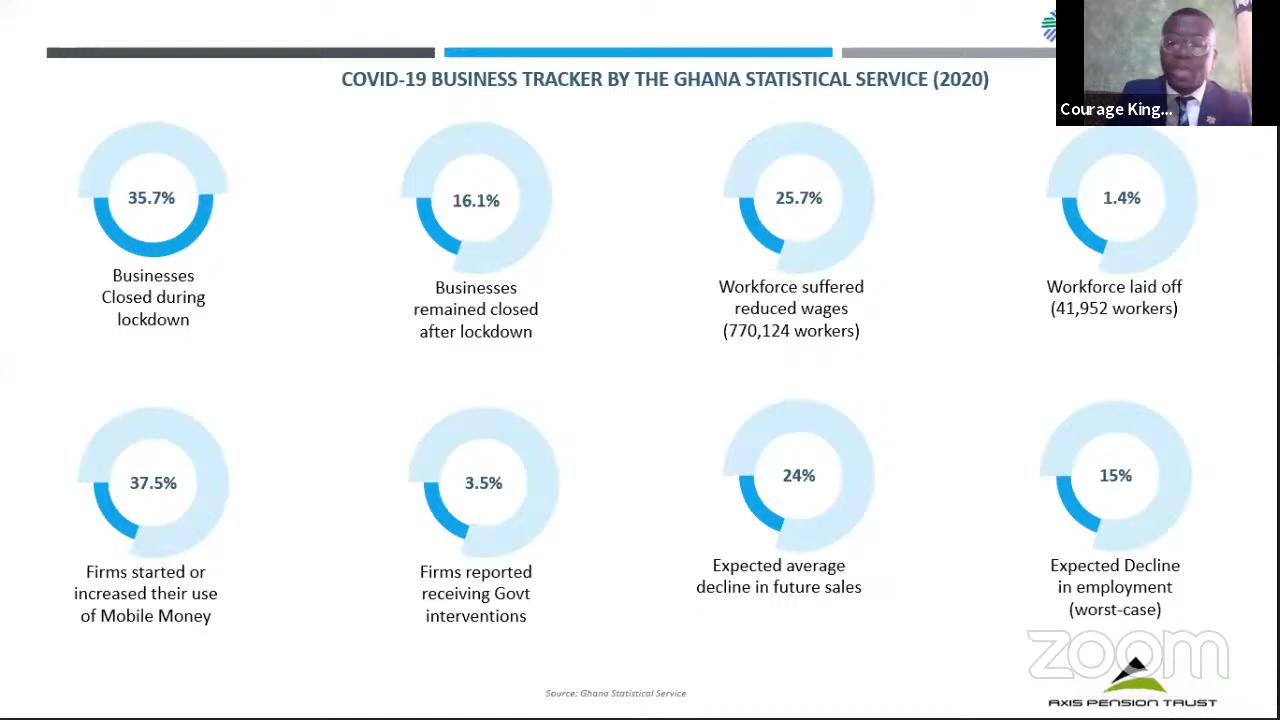 Courage King...
COVID-19 BUSINESS TRACKER BY THE GHANA STATISTICAL SERVICE (2020)
35.7%
Businesses
Closed during
lockdown
16.1%
Businesses
remained closed
after lockdown
25.7%
Workforce suffered
reduced wages
(770,124 workers)
1.4%
Workforce laid off
(41,952 workers)
37.5%
Firms started or
increased their use
of Mobile Money
3.5%
Firms reported
receiving Govt
interventions
24%
Expected average
decline in future sales
15%
Expected Decline
in employment
(worst-case)
zoom
Source: Ghana Statistical Service
AXIS PENSION TRUST